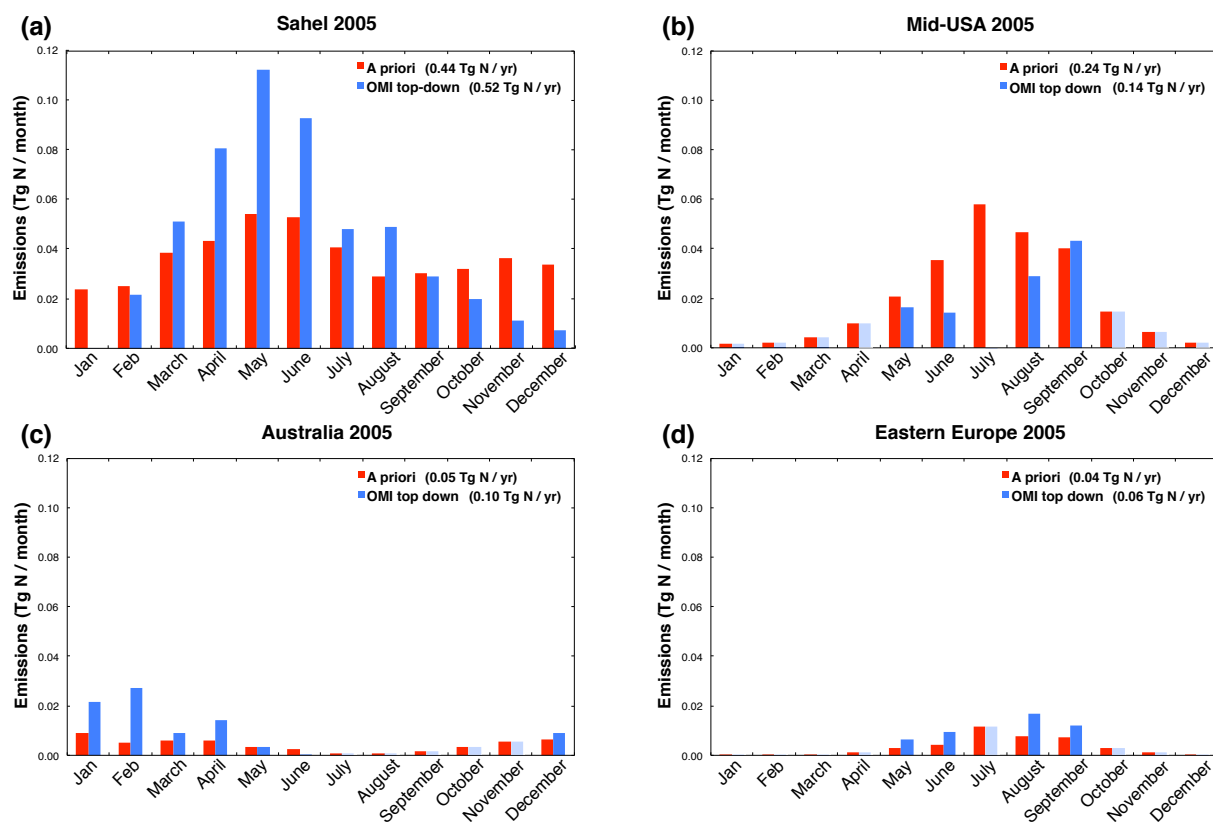 (a)
Sahel 2005
A priori (0.44 Tg N / yr)
OMI top-down (0.52 Tg N / yr)
Emissions (Tg N / month)
0.12
0.10
0.08
0.06
0.04
0.02
0.00
Jan
Feb
March
April
May
June
July
August
September
October
November
December
(b)
Mid-USA 2005
A priori (0.24 Tg N / yr)
OMI top down (0.14 Tg N / yr)
Emissions (Tg N / month)
0.12
0.10
0.08
0.06
0.04
0.02
0.00
Jan
Feb
March
April
May
June
July
August
September
October
November
December
(c)
Australia 2005
A priori (0.05 Tg N / yr)
OMI top down (0.10 Tg N / yr)
Emissions (Tg N / month)
0.12
0.10
0.08
0.06
0.04
0.02
0.00
Jan
Feb
March
April
May
June
July
August
September
October
November
December
(d)
Eastern Europe 2005
A priori (0.04 Tg N / yr)
OMI top down (0.06 Tg N / yr)
Emissions (Tg N / month)
0.12
0.10
0.08
0.06
0.04
0.02
0.00
Jan
Feb
March
April
May
June
July
August
September
October
November
December